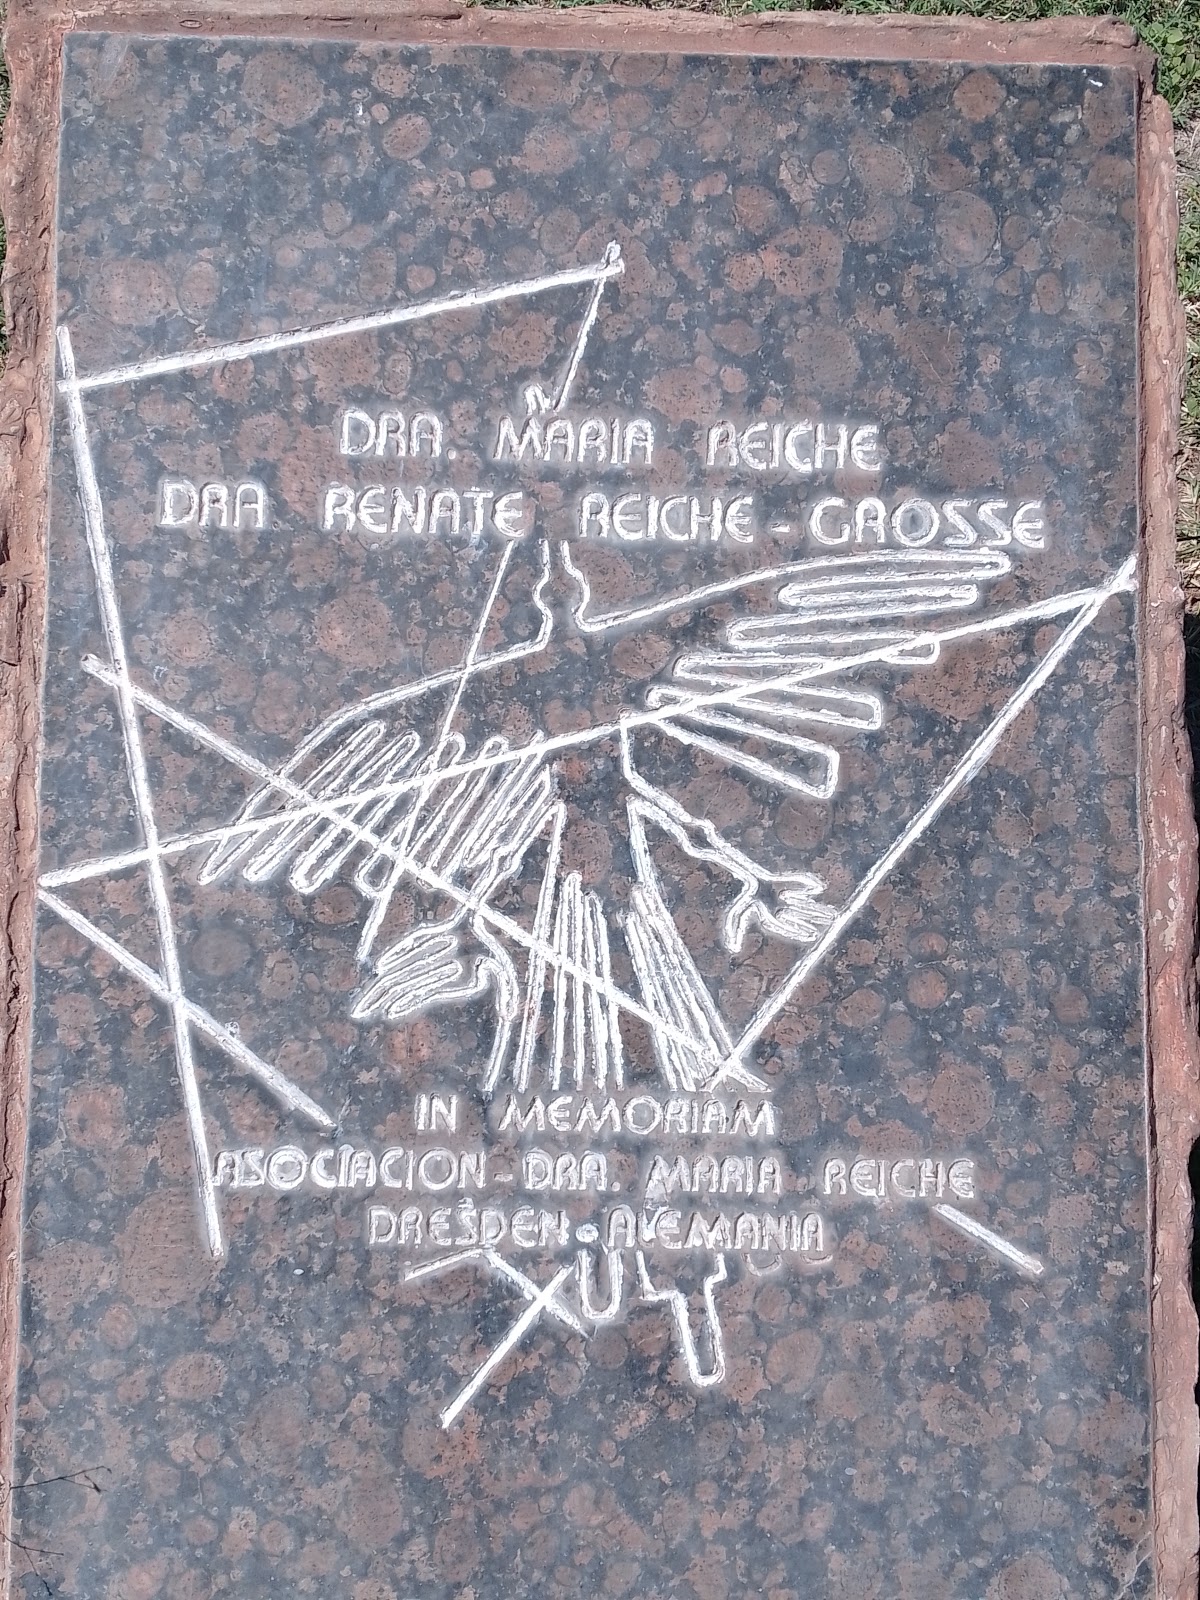 DRA. MARIA REICHE
DRA RENATE REICHE-GROSSE
IN MEMORIAM
ASOCIACION-DRA. MARIA REICHE
DRESDEN·ALEMANIA